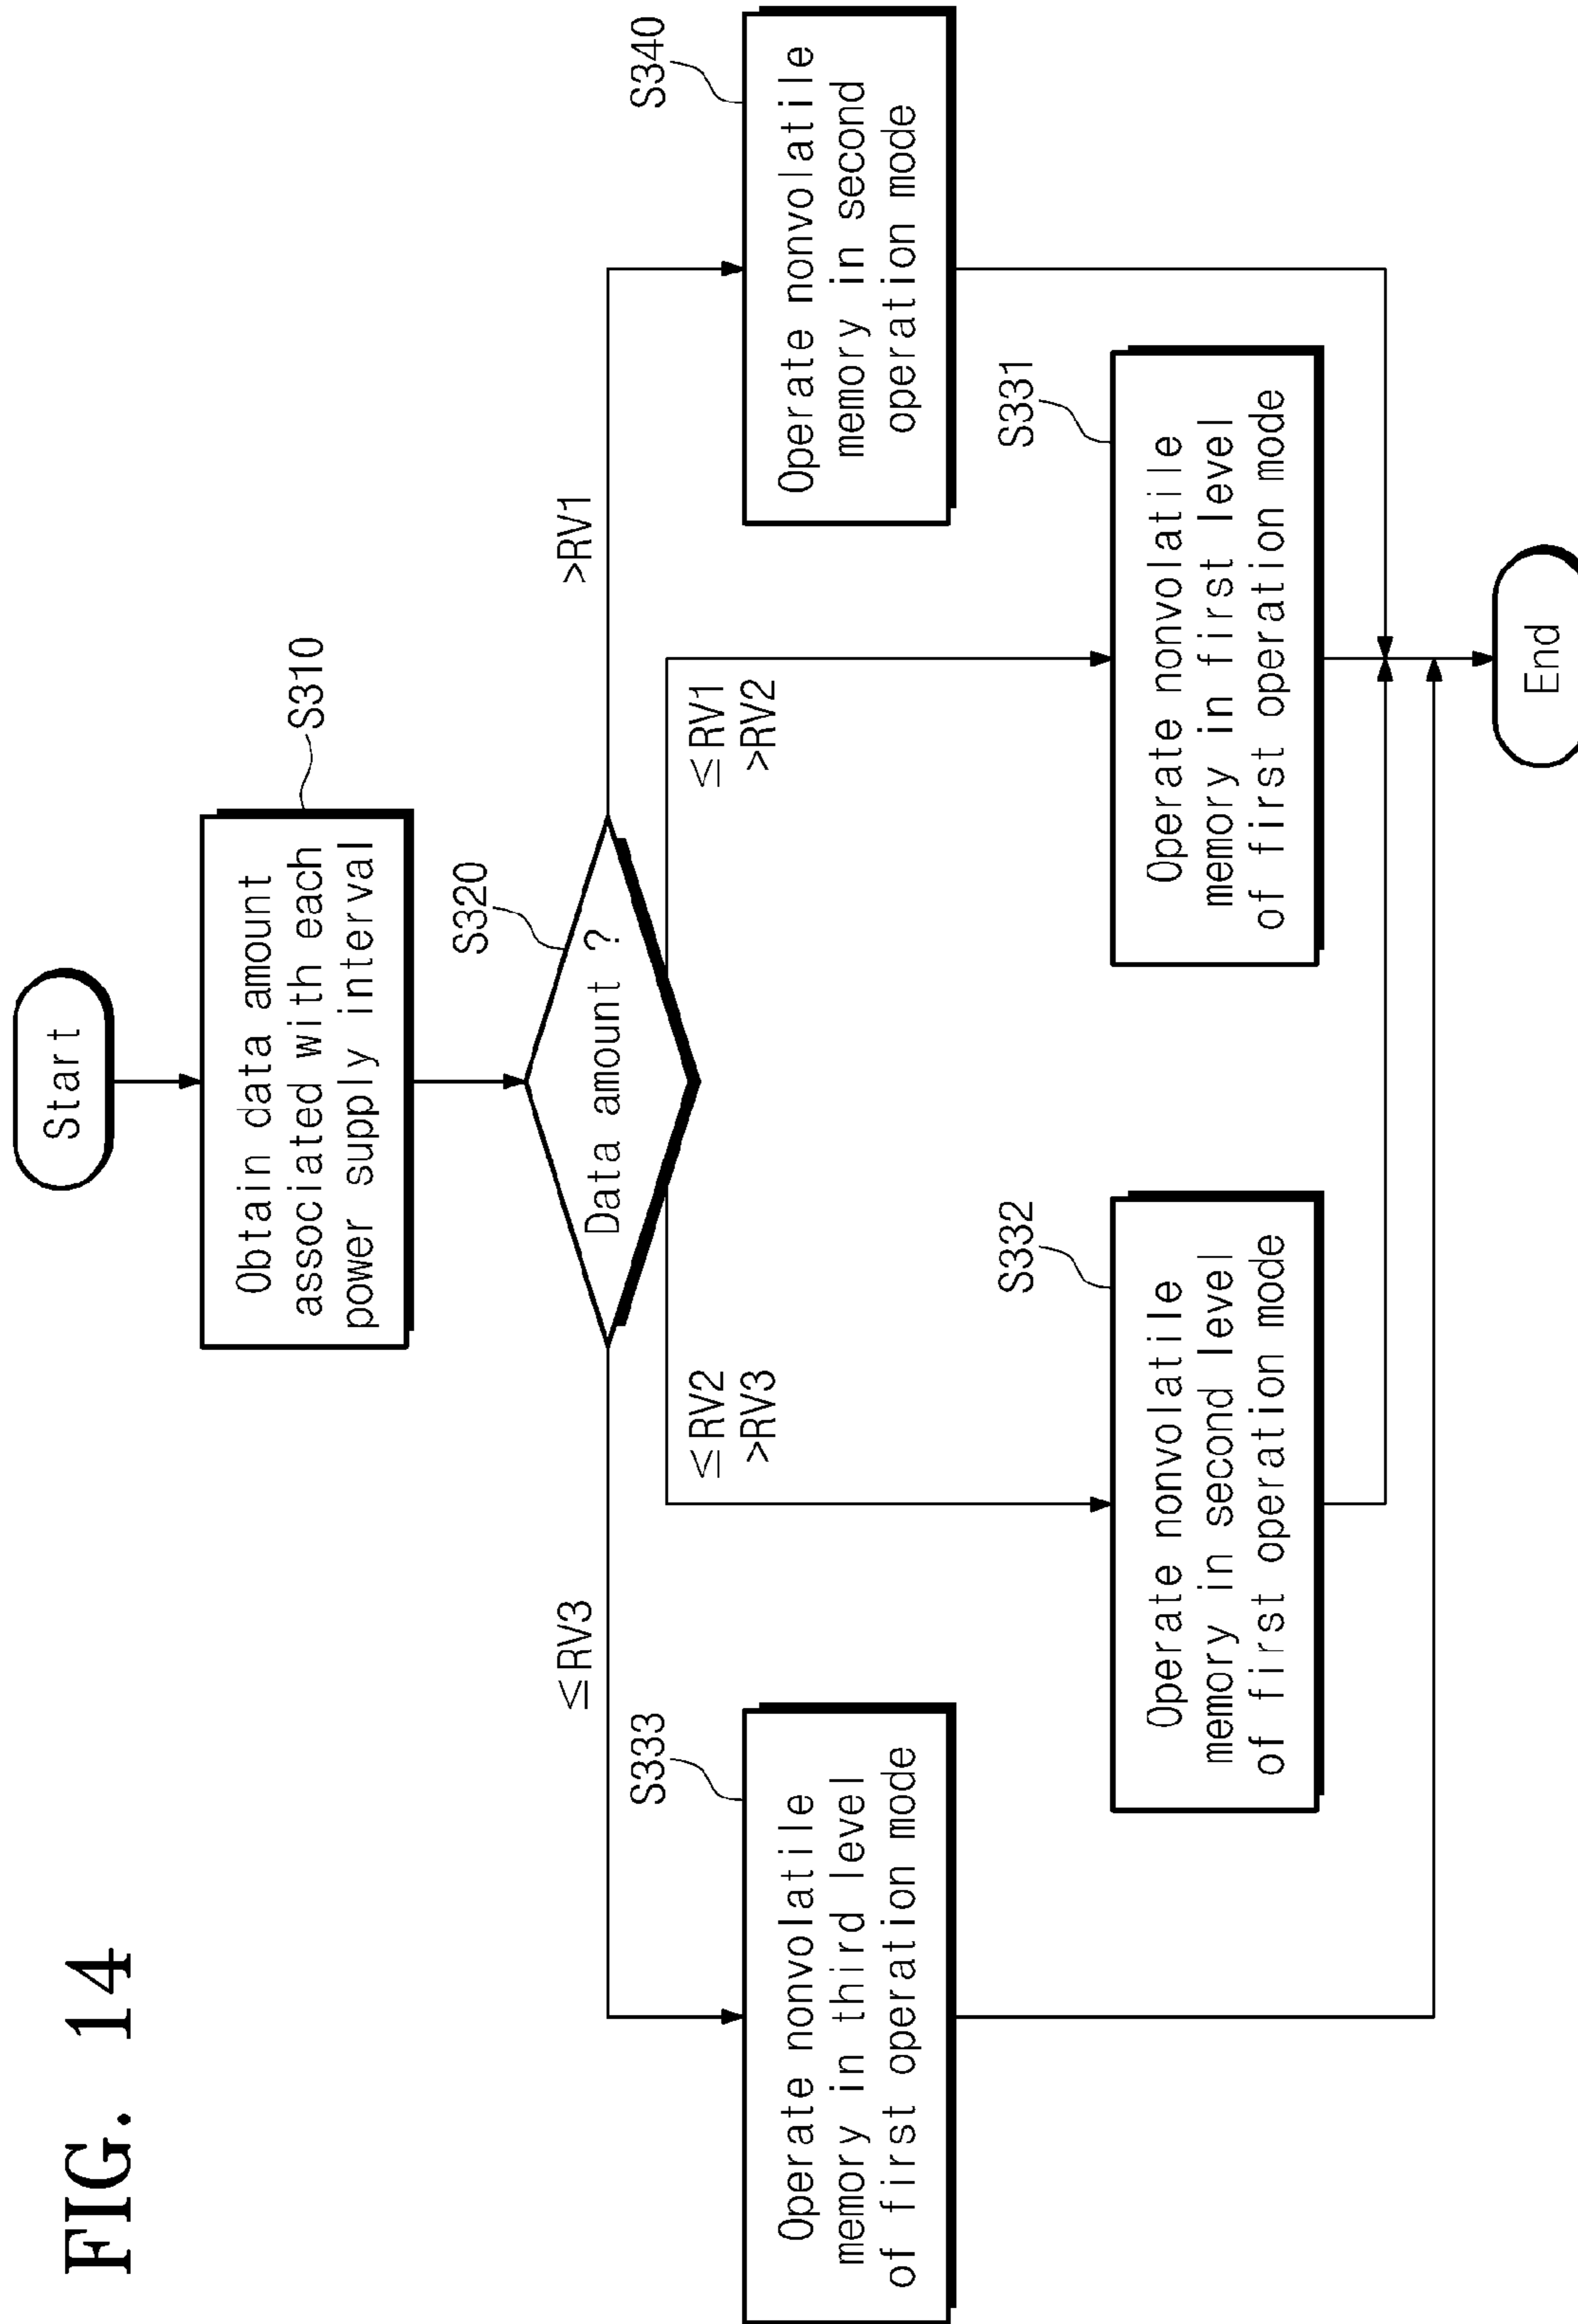 FIG. 14
Start
Obtain data amount
associated with each
power supply interval
S310
S320
Data amount ?
≤RV3
>RV1
≤RV2
>RV3
≤RV1
>RV2
S333
Operate nonvolatile
memory in third level
of first operation mode
S340
Operate nonvolatile
memory in second
operation mode
S332
Operate nonvolatile
memory in second level
of first operation mode
S331
Operate nonvolatile
memory in first level
of first operation mode
End